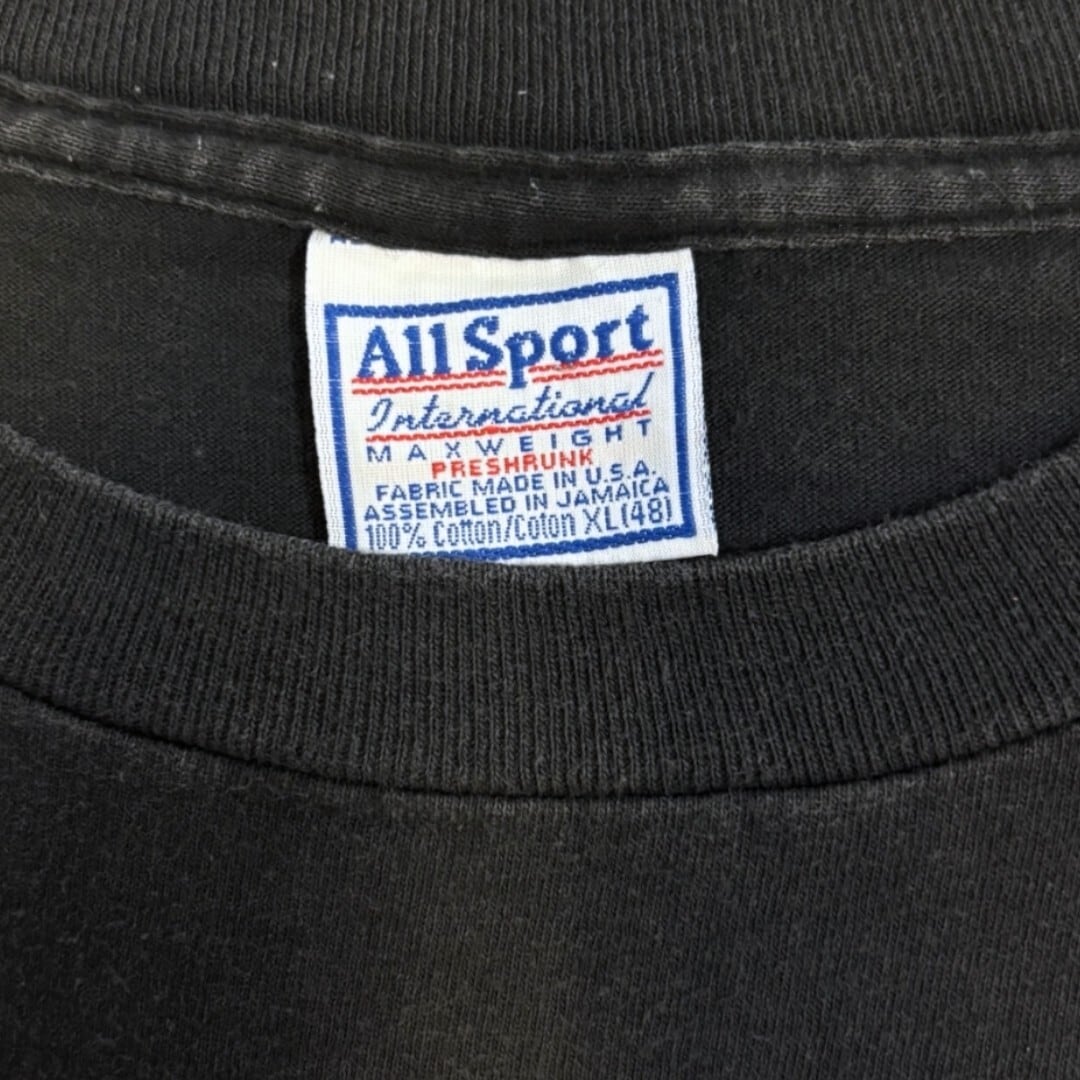 All Sport
International
MAXWEIGHT
PRESHRUNK
FABRIC MADE IN U.S.A.
ASSEMBLED IN JAMAICA
100% Cotton/Coton XL(48)